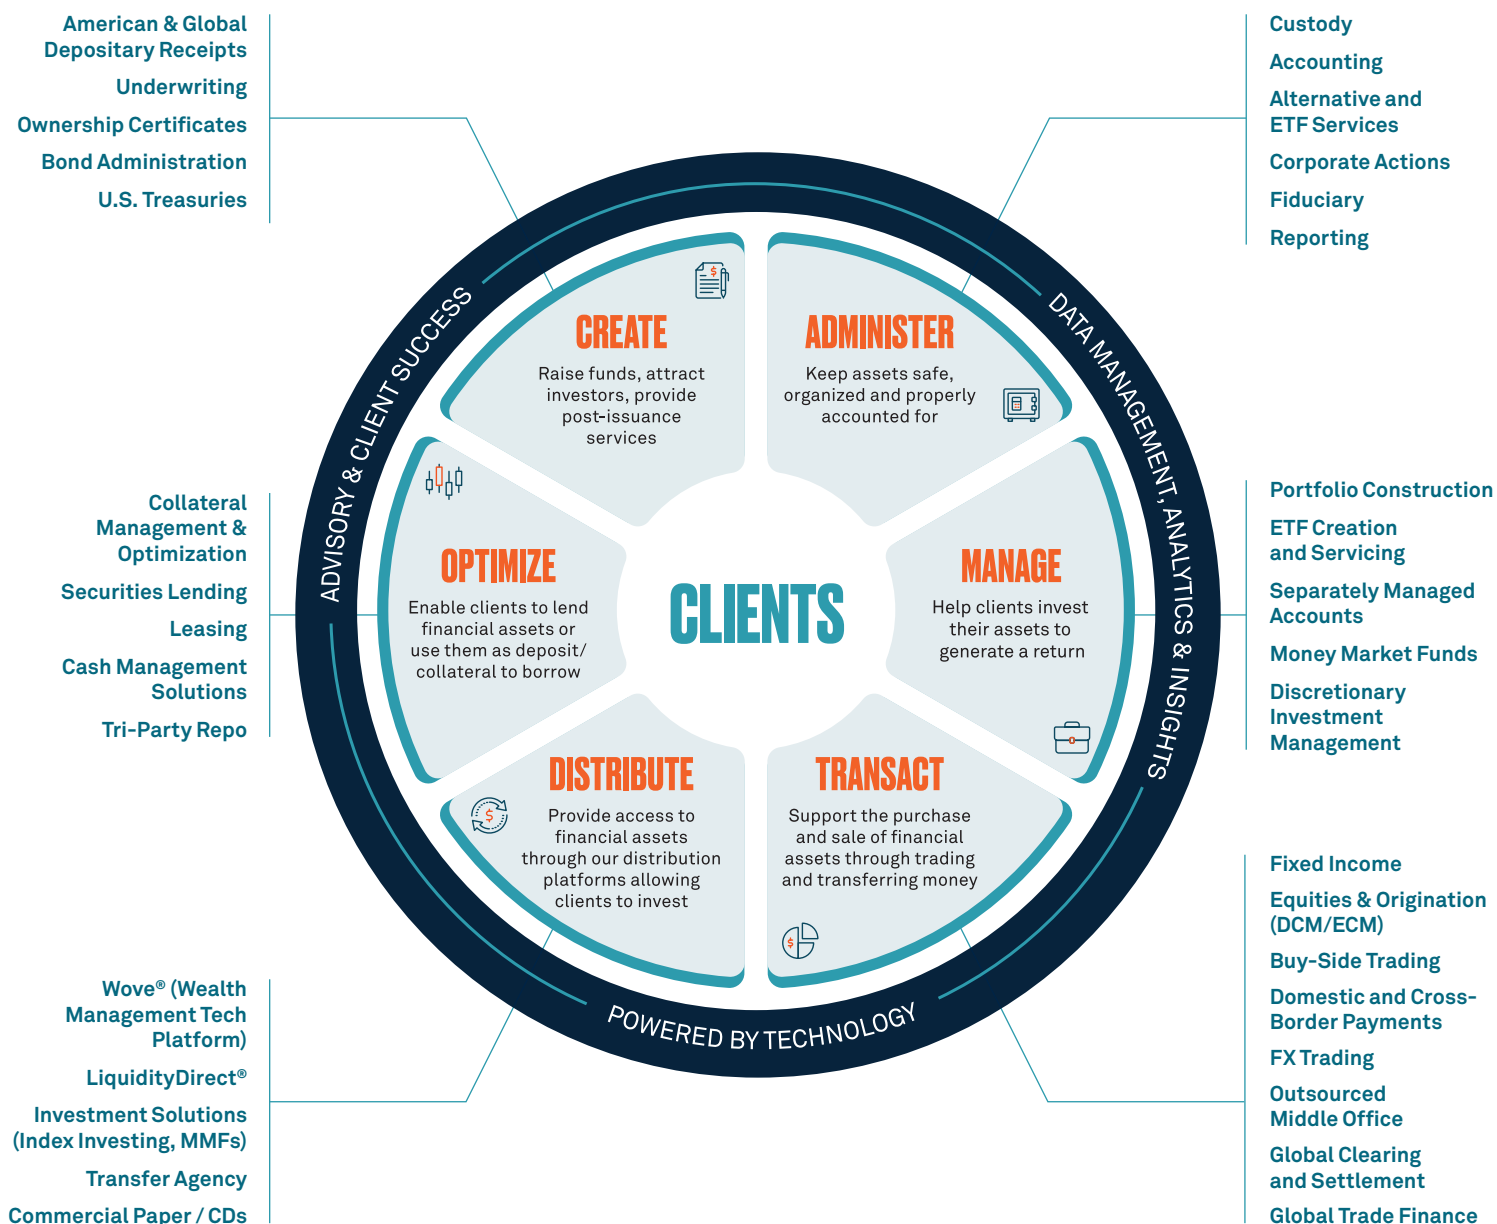 American & Global
Depositary Receipts
Underwriting
Ownership Certificates
Bond Administration
U.S. Treasuries
Custody
Accounting
Alternative and
ETF Services
Corporate Actions
Fiduciary
Reporting
ADVISORY & CLIENT SUCCESS
DATA MANAGEMENT, ANALYTICS & INSIGHTS
POWERED BY TECHNOLOGY
$
CREATE
Raise funds, attract
investors, provide
post-issuance
services
ADMINISTER
Keep assets safe,
organized and properly
accounted for
Collateral
Management &
Optimization
Securities Lending
Leasing
Cash Management
Solutions
Tri-Party Repo
OPTIMIZE
Enable clients to lend
financial assets or
use them as deposit/
collateral to borrow
CLIENTS
MANAGE
Help clients invest
their assets to
generate a return
Portfolio Construction
ETF Creation
and Servicing
Separately Managed
Accounts
Money Market Funds
Discretionary
Investment
Management
DISTRIBUTE
Provide access to
financial assets
through our distribution
platforms allowing
clients to invest
$
TRANSACT
Support the purchase
and sale of financial
assets through trading
and transferring money
$
Wove® (Wealth
Management Tech
Platform)
LiquidityDirect®
Investment Solutions
(Index Investing, MMFs)
Transfer Agency
Commercial Paper / CDs
Fixed Income
Equities & Origination
(DCM/ECM)
Buy-Side Trading
Domestic and Cross-
Border Payments
FX Trading
Outsourced
Middle Office
Global Clearing
and Settlement
Global Trade Finance